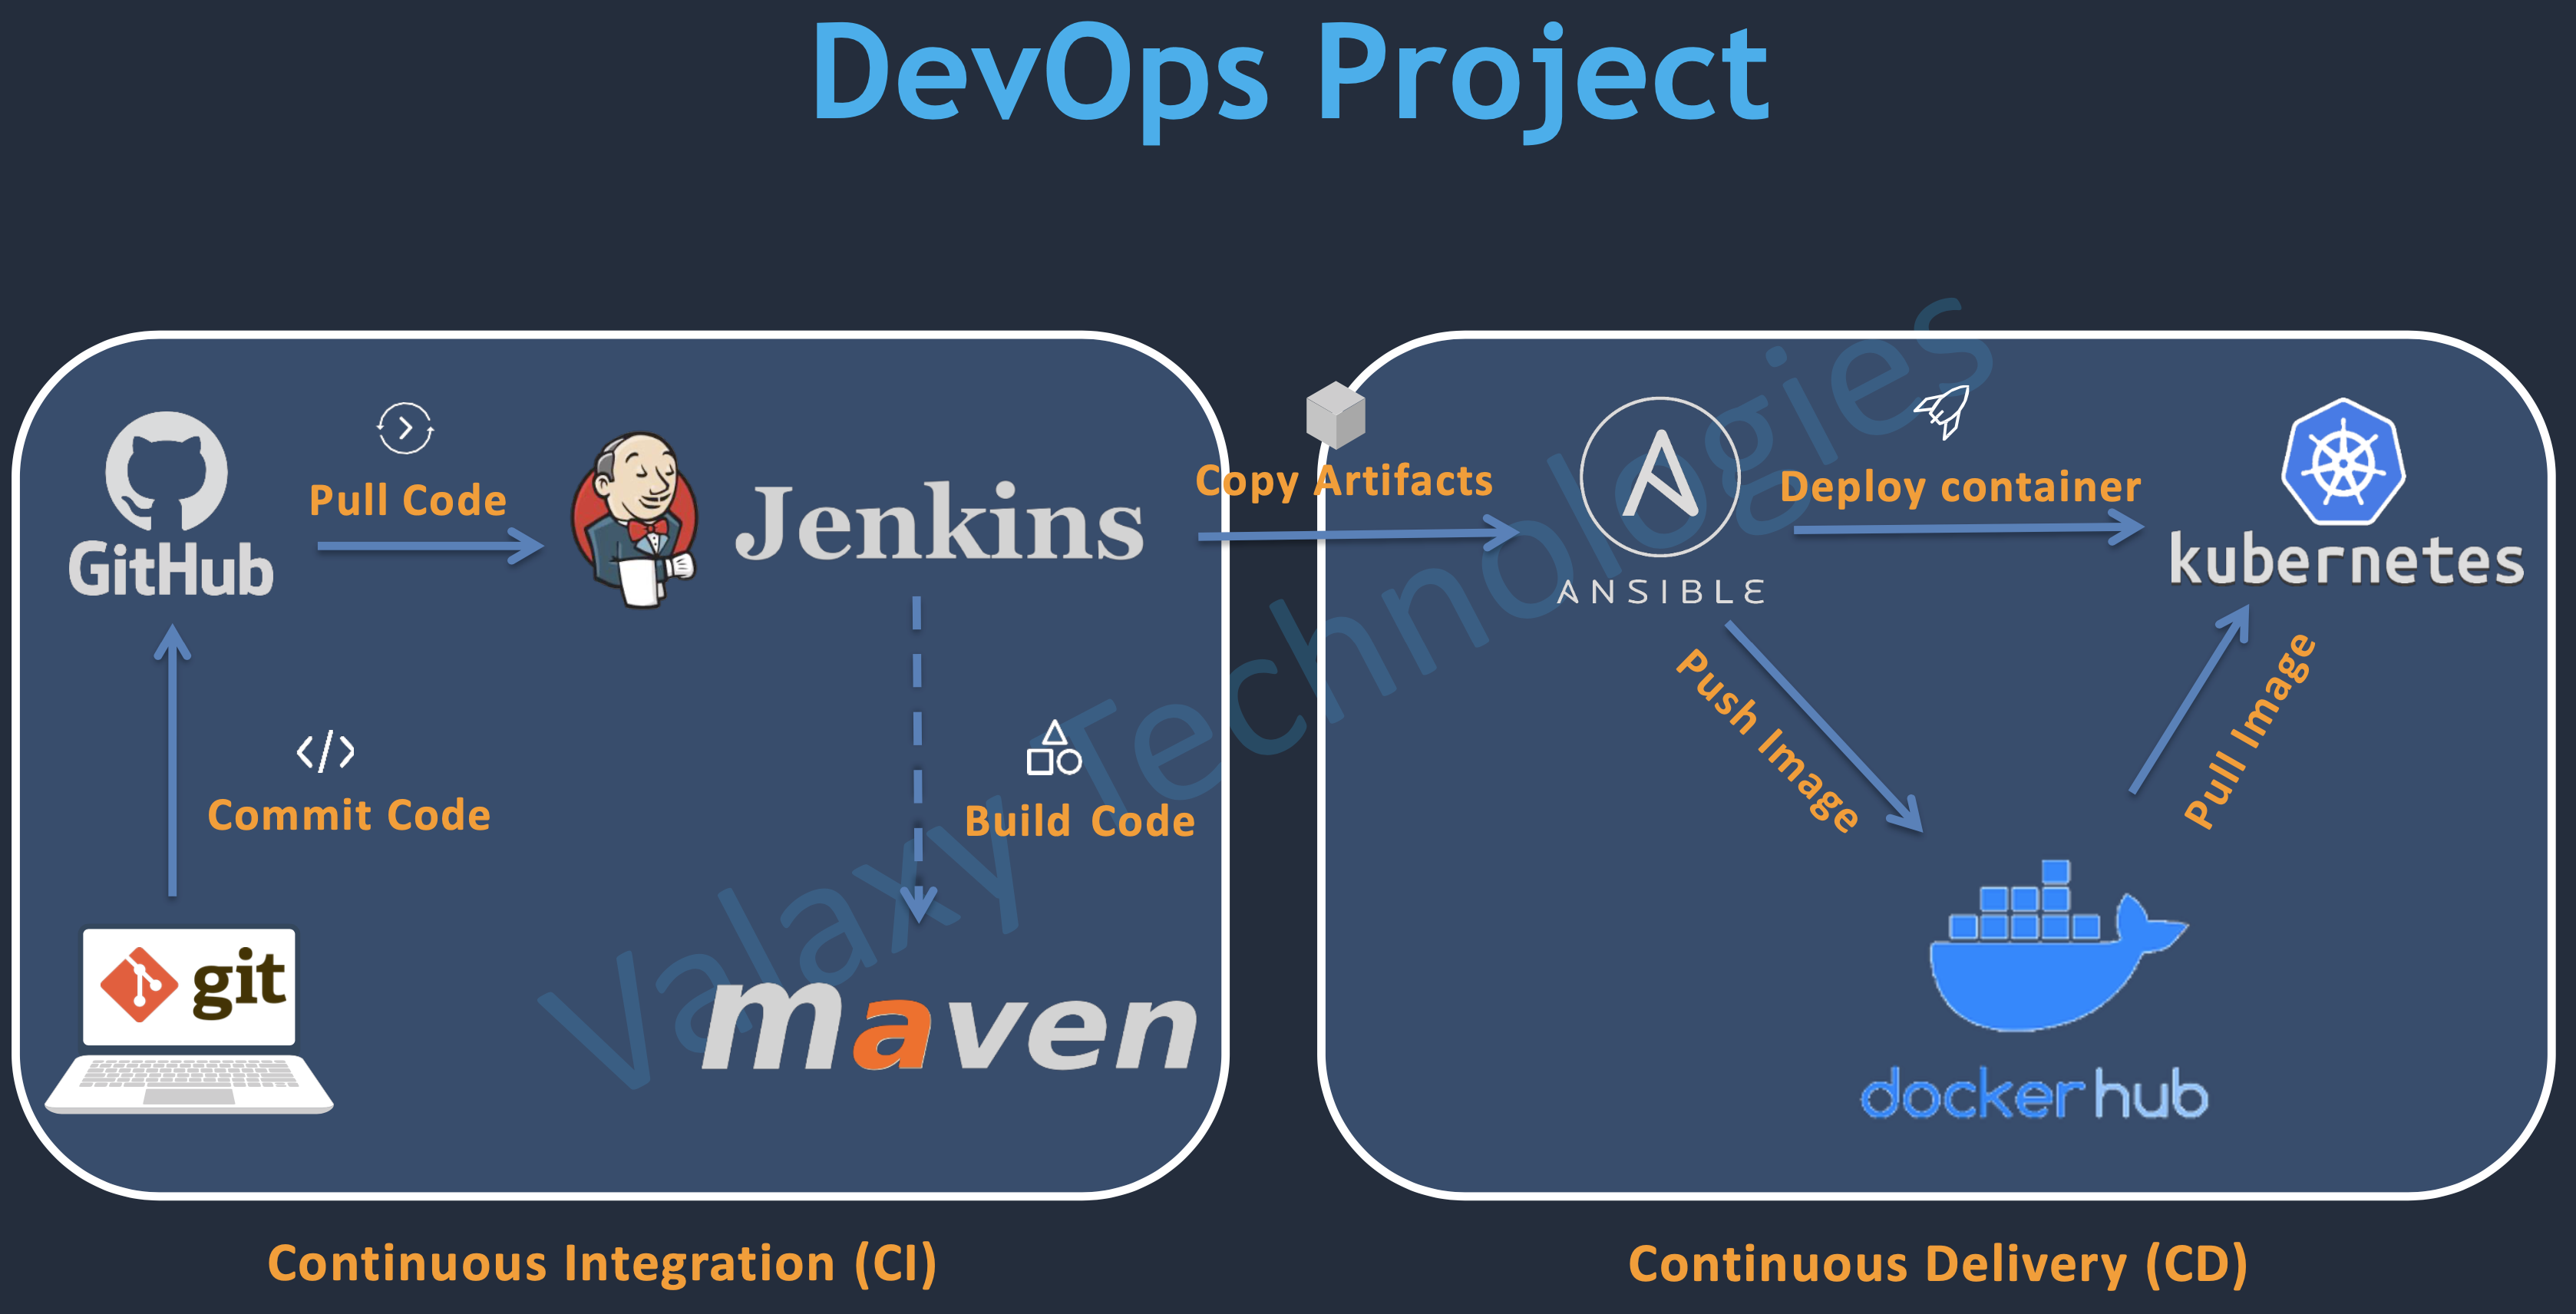 DevOps Project
GitHub
Pull Code
Jenkins
Copy Artifacts
ANSIBLE
Deploy container
kubernetes
Commit Code
Build Code
Push Image
Pull Image
git
maven
docker hub
Valaxy Technologies
Continuous Integration (CI)
Continuous Delivery (CD)